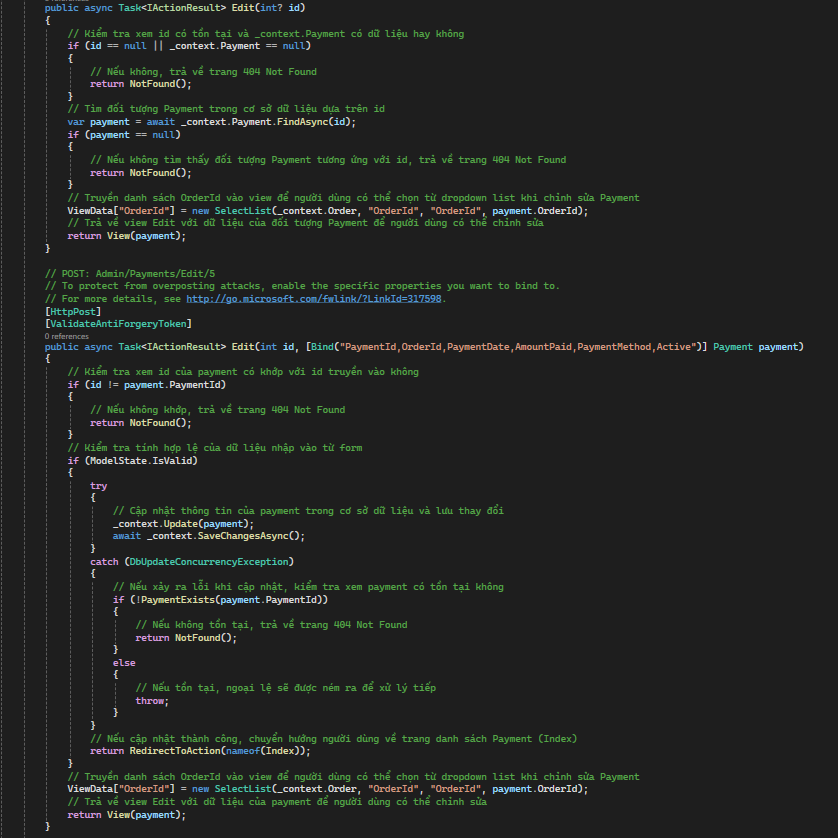 public async Task<IActionResult> Edit(int? id)
{
// Kiểm tra xem id có tồn tại và _context.Payment có dữ liệu hay không
if (id == null || _context.Payment == null)
{
// Nếu không, trả về trang 404 Not Found
return NotFound();
}
// Tìm đối tượng Payment trong cơ sở dữ liệu dựa trên id
var payment = await _context.Payment.FindAsync(id);
if (payment == null)
{
// Nếu không tìm thấy đối tượng Payment tương ứng với id, trả về trang 404 Not Found
return NotFound();
}
// Truyền danh sách OrderId vào view để người dùng có thể chọn từ dropdown list khi chỉnh sửa Payment
ViewData["OrderId"] = new SelectList(_context.Order, "OrderId", "OrderId", payment.OrderId);
// Trả về view Edit với dữ liệu của đối tượng Payment để người dùng có thể chỉnh sửa
return View(payment);
}
// POST: Admin/Payments/Edit/5
// To protect from overposting attacks, enable the specific properties you want to bind to.
// For more details, see http://go.microsoft.com/fwlink/?LinkId=317598.
[HttpPost]
[ValidateAntiForgeryToken]
0 references
public async Task<IActionResult> Edit(int id, [Bind("PaymentId,OrderId,PaymentDate,AmountPaid,PaymentMethod,Active")] Payment payment)
{
// Kiểm tra xem id của payment có khớp với id truyền vào không
if (id != payment.PaymentId)
{
// Nếu không khớp, trả về trang 404 Not Found
return NotFound();
}
// Kiểm tra tính hợp lệ của dữ liệu nhập vào từ form
if (ModelState.IsValid)
{
try
{
// Cập nhật thông tin của payment trong cơ sở dữ liệu và lưu thay đổi
_context.Update(payment);
await _context.SaveChangesAsync();
}
catch (DbUpdateConcurrencyException)
{
// Nếu xảy ra lỗi khi cập nhật, kiểm tra xem payment có tồn tại không
if (!PaymentExists(payment.PaymentId))
{
// Nếu không tồn tại, trả về trang 404 Not Found
return NotFound();
}
else
{
// Nếu tồn tại, ngoại lệ sẽ được ném ra để xử lý tiếp
throw;
}
}
// Nếu cập nhật thành công, chuyển hướng người dùng về trang danh sách Payment (Index)
return RedirectToAction(nameof(Index));
}
// Truyền danh sách OrderId vào view để người dùng có thể chọn từ dropdown list khi chỉnh sửa Payment
ViewData["OrderId"] = new SelectList(_context.Order, "OrderId", "OrderId", payment.OrderId);
// Trả về view Edit với dữ liệu của payment để người dùng có thể chỉnh sửa
return View(payment);
}